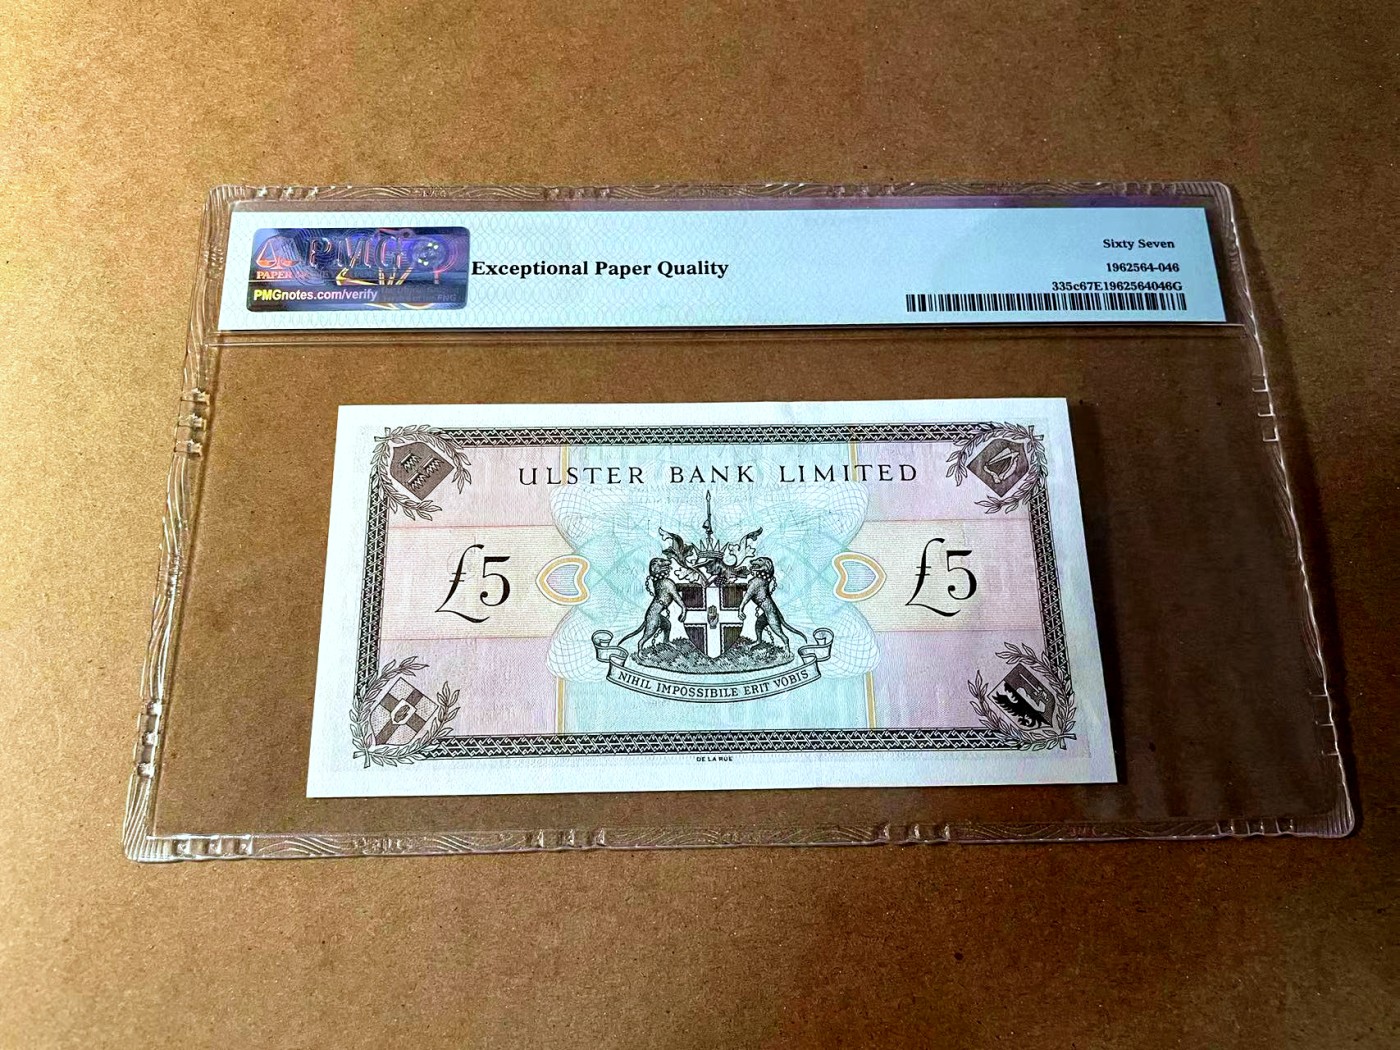 PMG
PAPER
PMGnotes.com/verify
Exceptional Paper Quality
Sixty Seven
1962564-046
335c67E1962564046G
ULSTER BANK LIMITED
£5
£5
NIHIL IMPOSSIBILE ERIT VOBIS
DE LA RUE